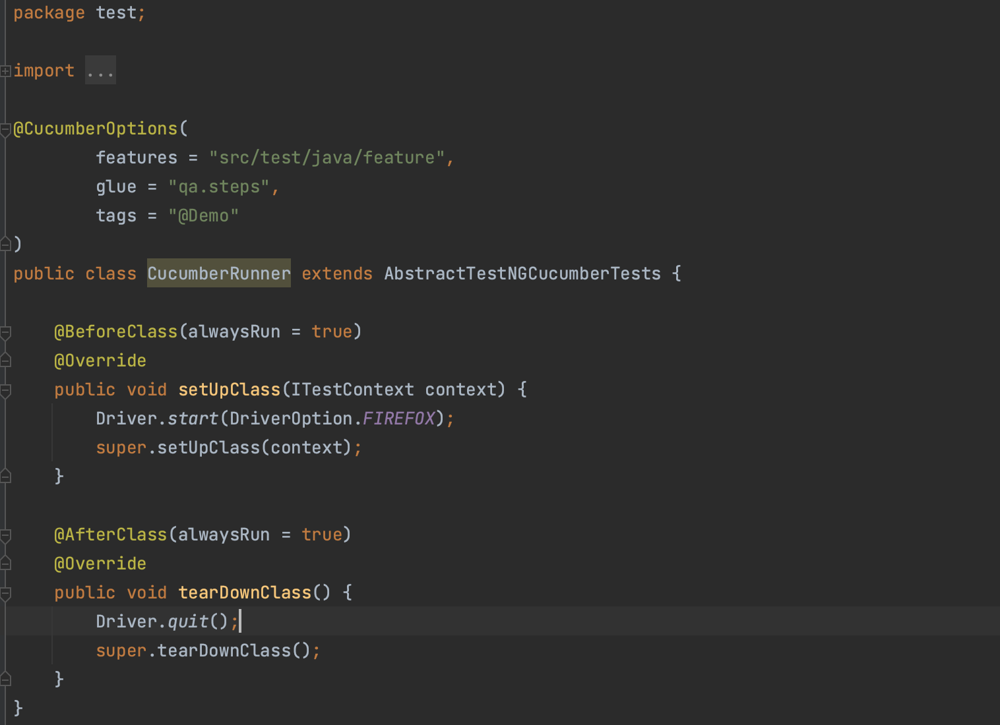 package test;
import ...
@CucumberOptions(
        features = "src/test/java/feature",
        glue = "qa.steps",
        tags = "@Demo"
)
public class CucumberRunner extends AbstractTestNGCucumberTests {
    @BeforeClass(alwaysRun = true)
    @Override
    public void setUpClass(ITestContext context) {
        Driver.start(DriverOption.FIREFOX);
        super.setUpClass(context);
    }
    @AfterClass(alwaysRun = true)
    @Override
    public void tearDownClass() {
        Driver.quit();
        super.tearDownClass();
    }
}